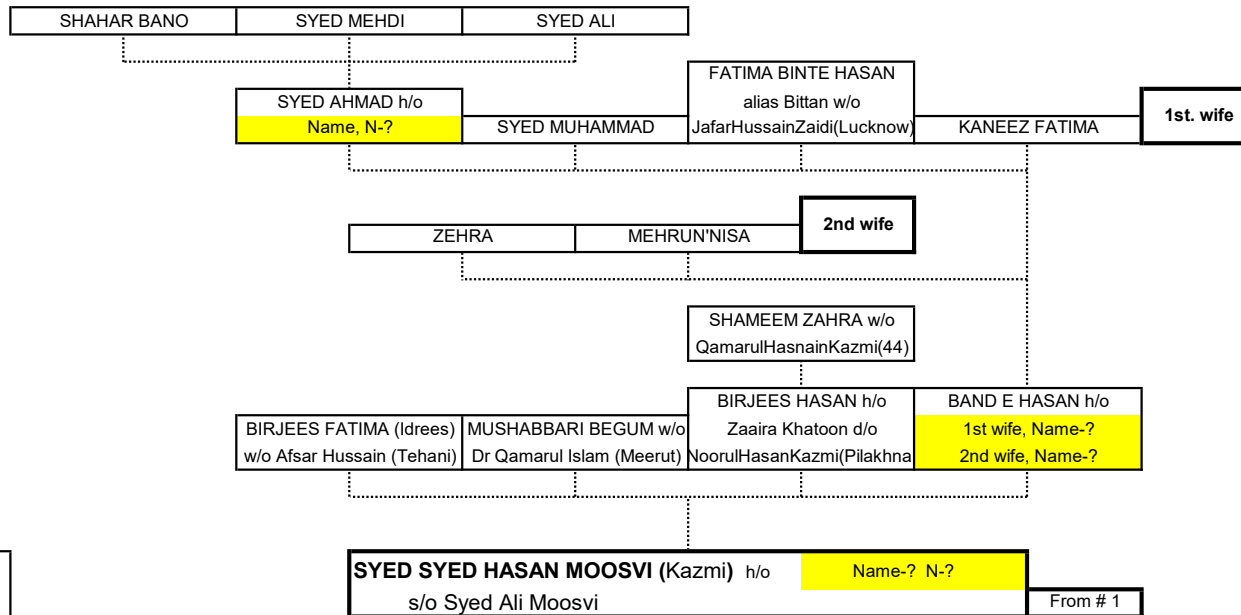 SHAHAR BANO SYED MEHDI SYED ALI
FATIMA BINTE HASAN
SYED AHMAD h/o alias Bittan w/o
Name, N-? SYED MUHAMMAD JafarHussainZaidi(Lucknow) KANEEZ FATIMA 1st. wife
ZEHRA MEHRUN'NISA 2nd wife
SHAMEEM ZAHRA w/o
QamarulHasnainKazmi(44)
BIRJEES HASAN h/o BAND E HASAN h/o
BIRJEES FATIMA (Idrees) MUSHABBARI BEGUM w/o Zaaira Khatoon d/o 1st wife, Name-?
w/o Afsar Hussain (Tehani) Dr Qamarul Islam (Meerut) NoorulHasanKazmi(Pilakhna 2nd wife, Name-?
SYED SYED HASAN MOOSVI (Kazmi) h/o Name-? N-?
s/o Syed Ali Moosvi From # 1